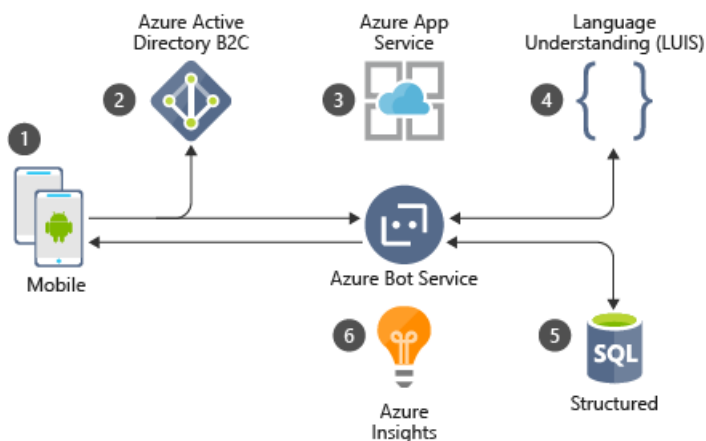 Azure Active
Directory B2C
Azure App
Service
Language
Understanding (LUIS)
2
3
4
1
Mobile
Azure Bot Service
6
5
SQL
Structured
Azure
Insights